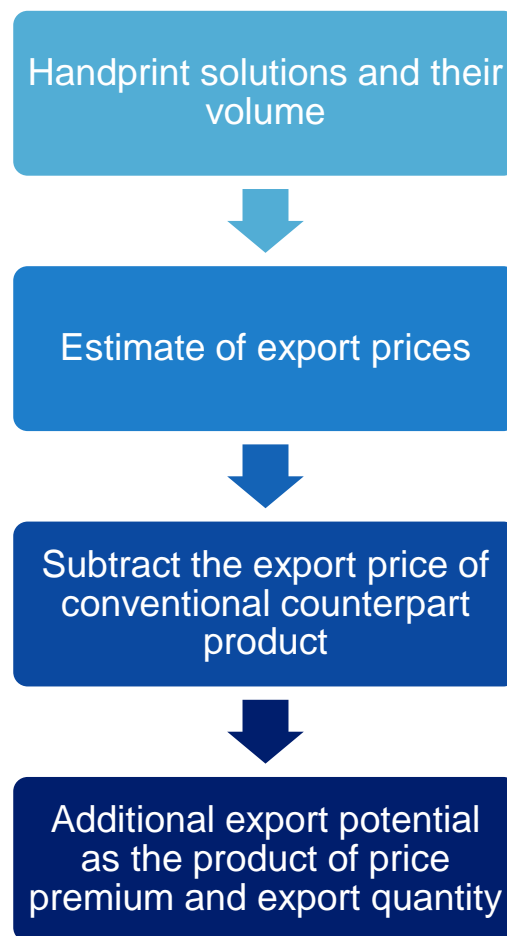 Handprint solutions and their
volume
Estimate of export prices
Subtract the export price of
conventional counterpart
product
Additional export potential
as the product of price
premium and export quantity